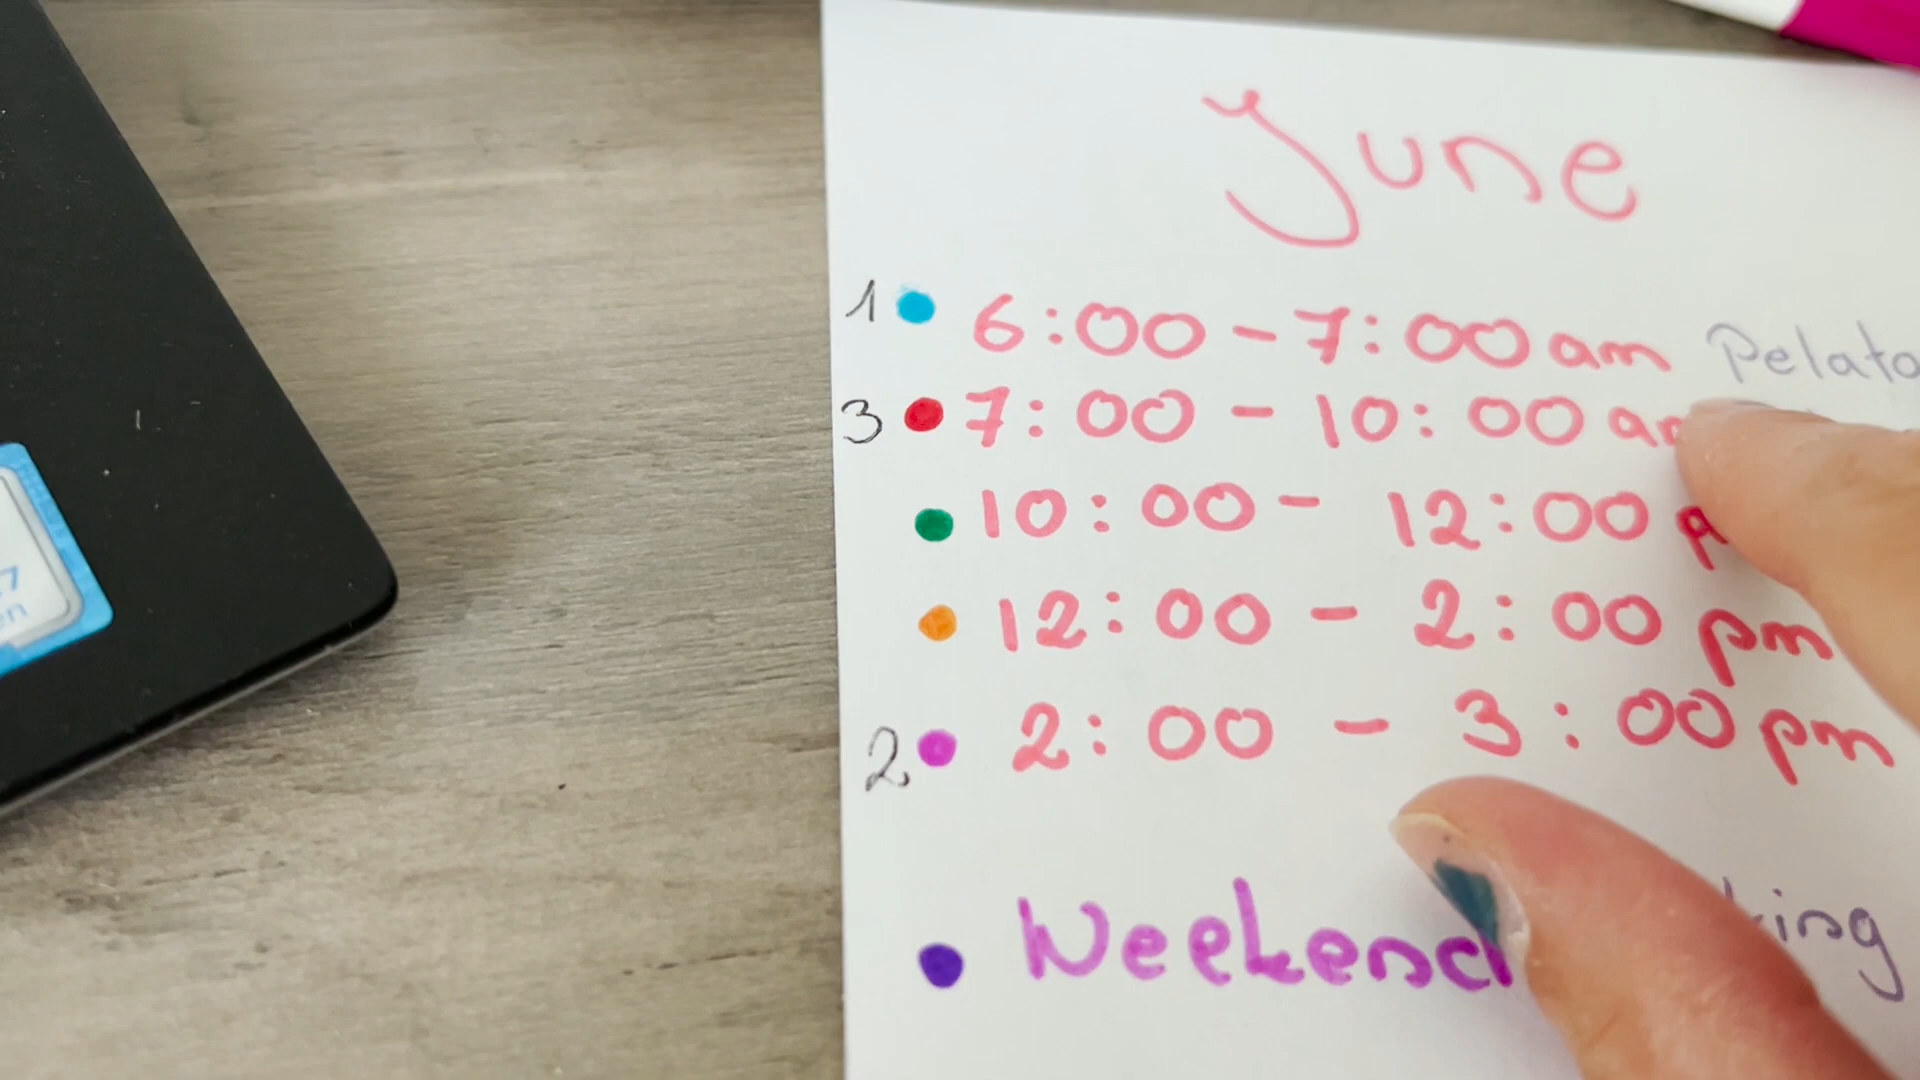 June
1 6:00 - 7:00 am
3 7:00 - 10:00
10:00 - 12:00
12:00 - 2:00 pm
2 2:00 - 3:00 pm
Weekend